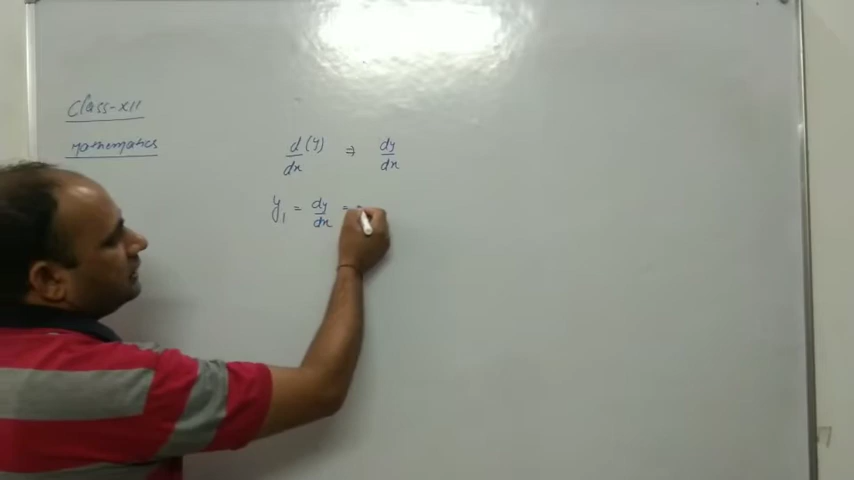 Class-XII
Mathematics
d/dx (y) ⇒ dy/dx
y₁ = dy/dx =